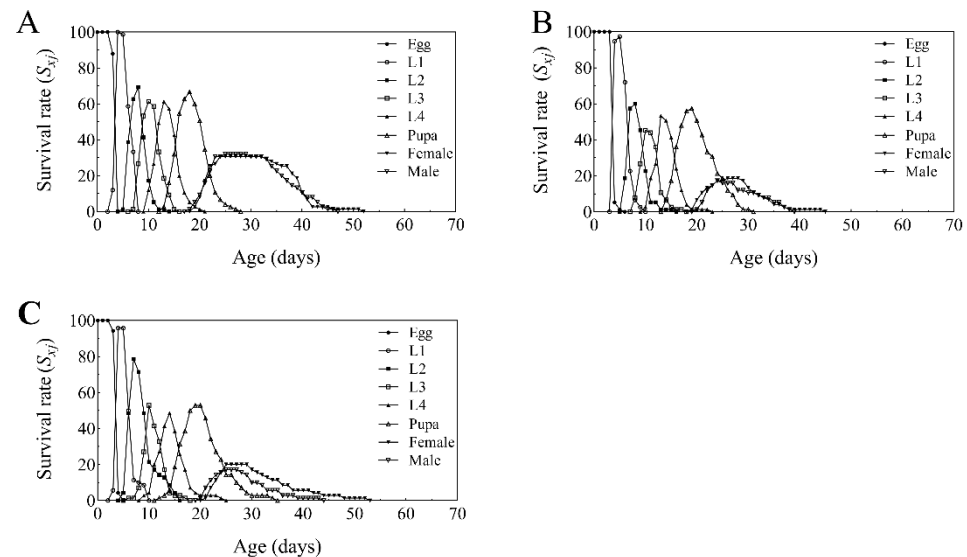 A
Survival rate (Sxj)
100
80
60
40
20
0
0 10 20 30 40 50 60 70
Age (days)
Egg
L1
L2
L3
L4
Pupa
Female
Male
B
Survival rate (Sxj)
100
80
60
40
20
0
0 10 20 30 40 50 60 70
Age (days)
Egg
L1
L2
L3
L4
Pupa
Female
Male
C
Survival rate (Sxj)
100
80
60
40
20
0
0 10 20 30 40 50 60 70
Age (days)
Egg
L1
L2
L3
L4
Pupa
Female
Male